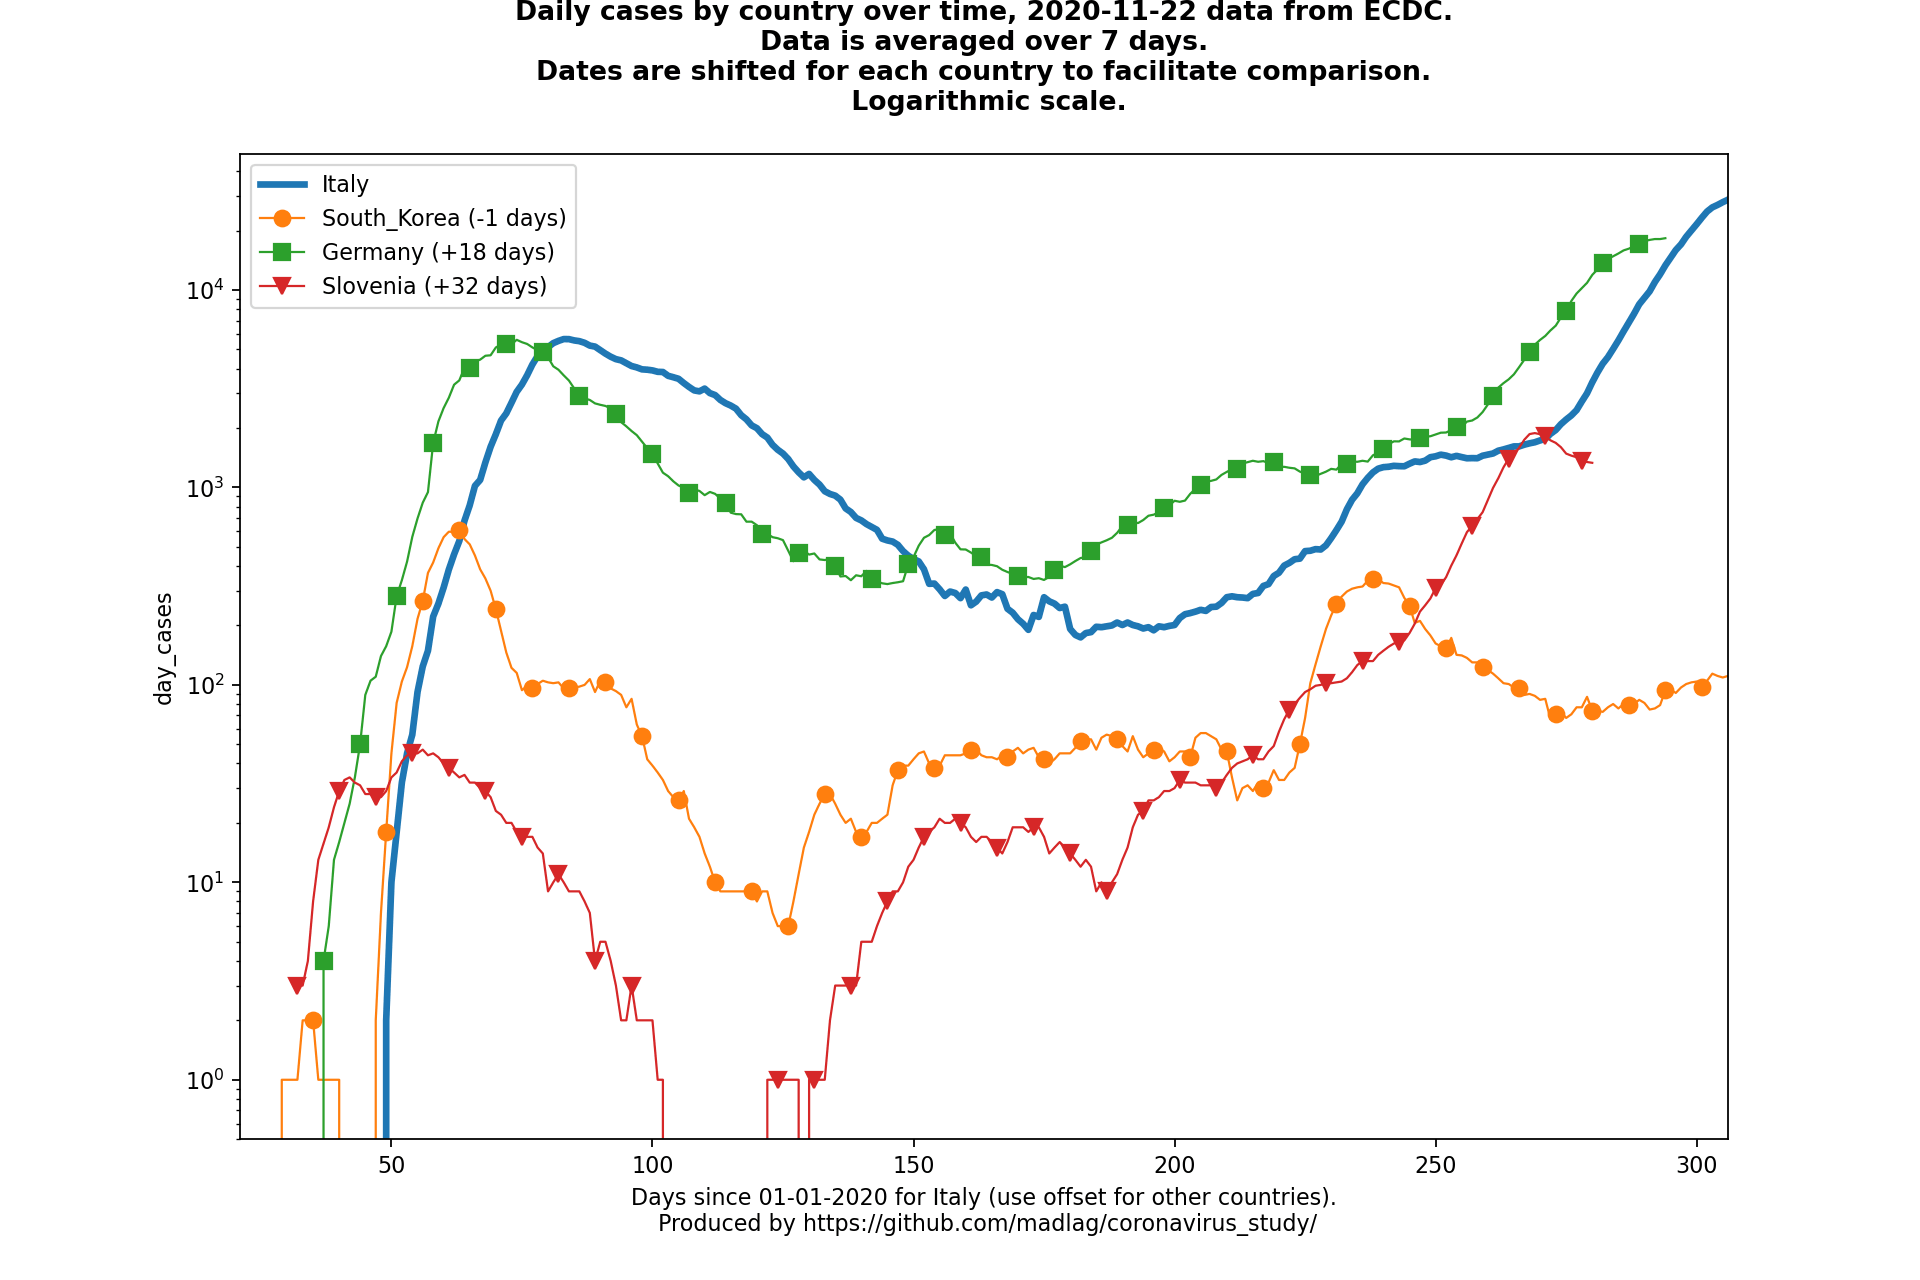 Daily cases by country over time, 2020-11-22 data from ECDC.
Data is averaged over 7 days.
Dates are shifted for each country to facilitate comparison.
Logarithmic scale.
Italy
South_Korea (-1 days)
Germany (+18 days)
Slovenia (+32 days)
day_cases
10⁴
10³
10²
10¹
10⁰
50 100 150 200 250 300
Days since 01-01-2020 for Italy (use offset for other countries).
Produced by https://github.com/madlag/coronavirus_study/